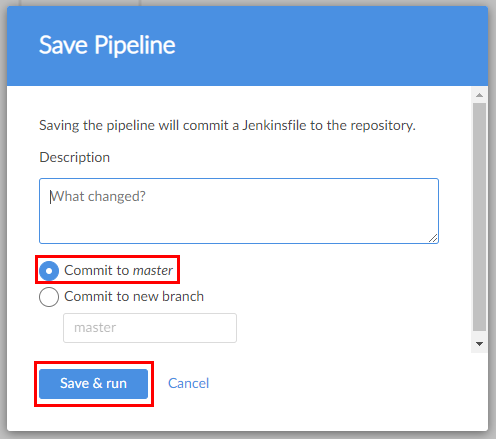 Save Pipeline
Saving the pipeline will commit a Jenkinsfile to the repository.
Description
What changed?
Commit to master
Commit to new branch
master
Save & run
Cancel